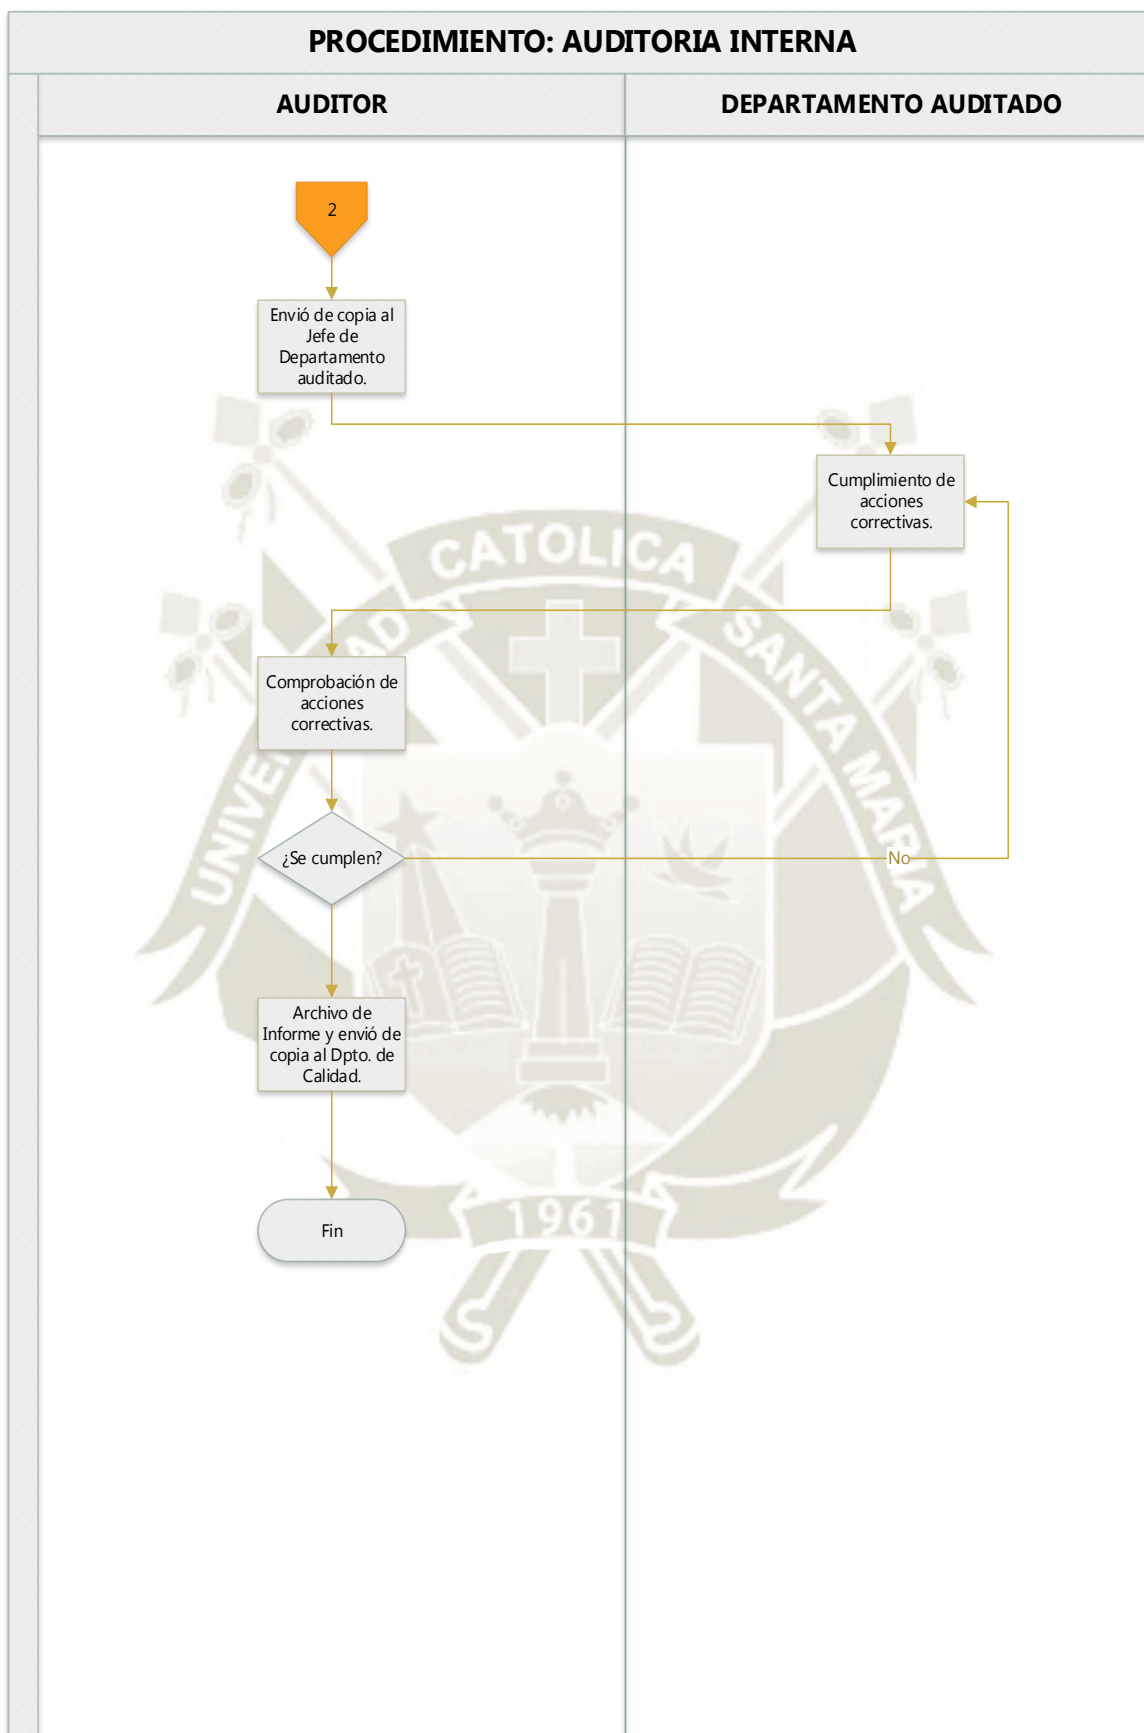 PROCEDIMIENTO: AUDITORIA INTERNA
AUDITOR
DEPARTAMENTO AUDITADO
2
Envió de copia al
Jefe de
Departamento
auditado.
Cumplimiento de
acciones
correctivas.
Comprobación de
acciones
correctivas.
¿Se cumplen?
No
Archivo de
Informe y envió de
copia al Dpto. de
Calidad.
Fin
CATOLICA
SANTA MARIA
1961